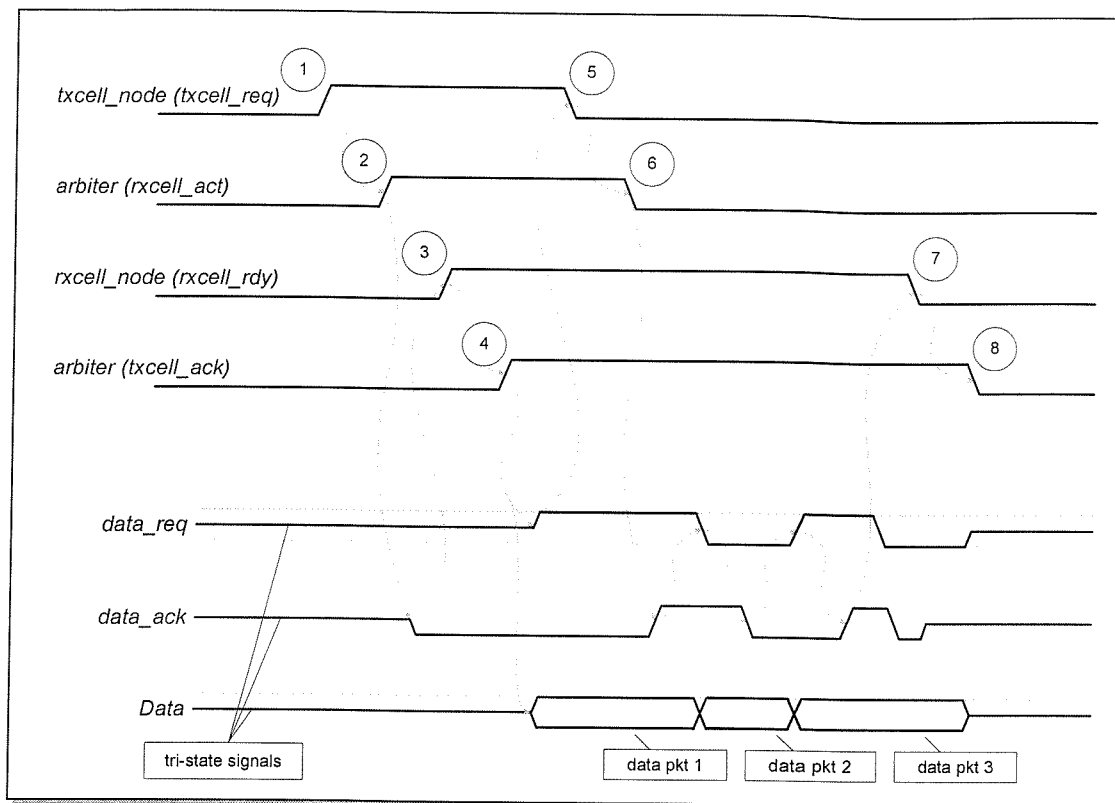 1
5
txcell_node (txcell_req)
2
6
arbiter (rxcell_act)
3
7
rxcell_node (rxcell_rdy)
4
8
arbiter (txcell_ack)
data_req
data_ack
Data
tri-state signals
data pkt 1
data pkt 2
data pkt 3